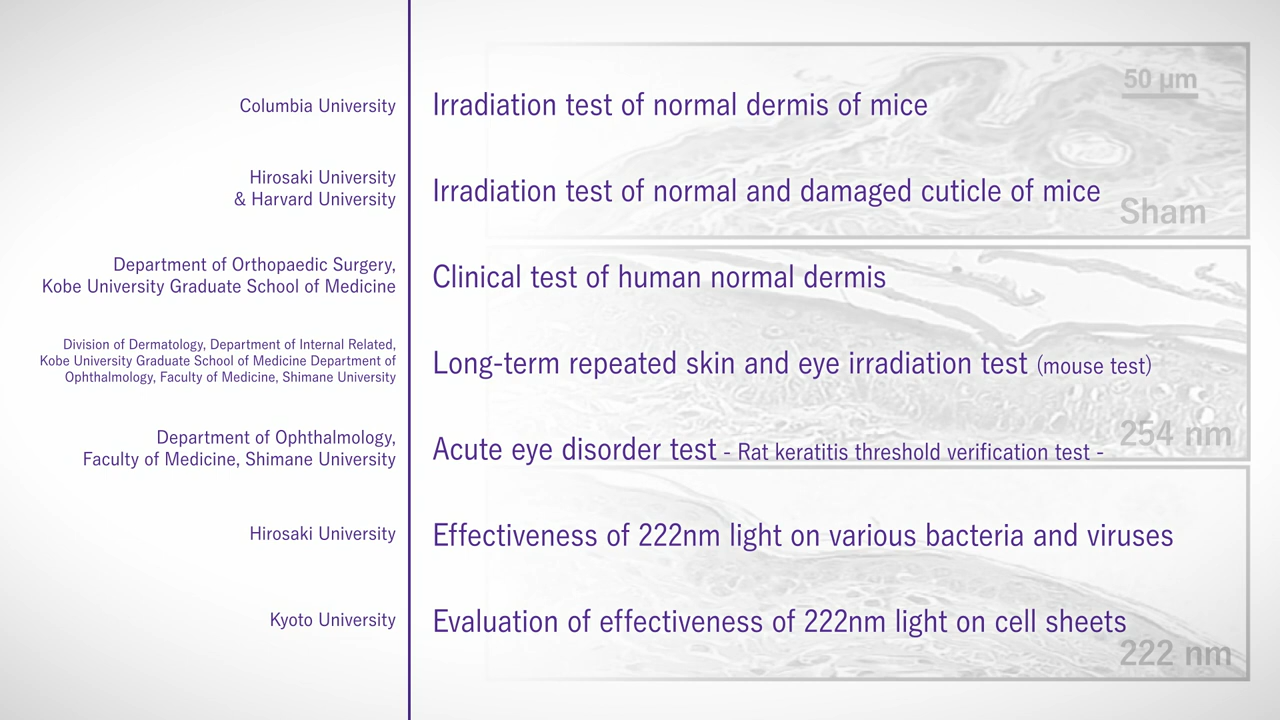 50 μm
Columbia University
Irradiation test of normal dermis of mice
Hirosaki University
& Harvard University
Irradiation test of normal and damaged cuticle of mice
Sham
Department of Orthopaedic Surgery,
Kobe University Graduate School of Medicine
Clinical test of human normal dermis
Division of Dermatology, Department of Internal Related,
Kobe University Graduate School of Medicine Department of
Ophthalmology, Faculty of Medicine, Shimane University
Long-term repeated skin and eye irradiation test (mouse test)
254 nm
Department of Ophthalmology,
Faculty of Medicine, Shimane University
Acute eye disorder test - Rat keratitis threshold verification test -
Hirosaki University
Effectiveness of 222nm light on various bacteria and viruses
Kyoto University
Evaluation of effectiveness of 222nm light on cell sheets
222 nm